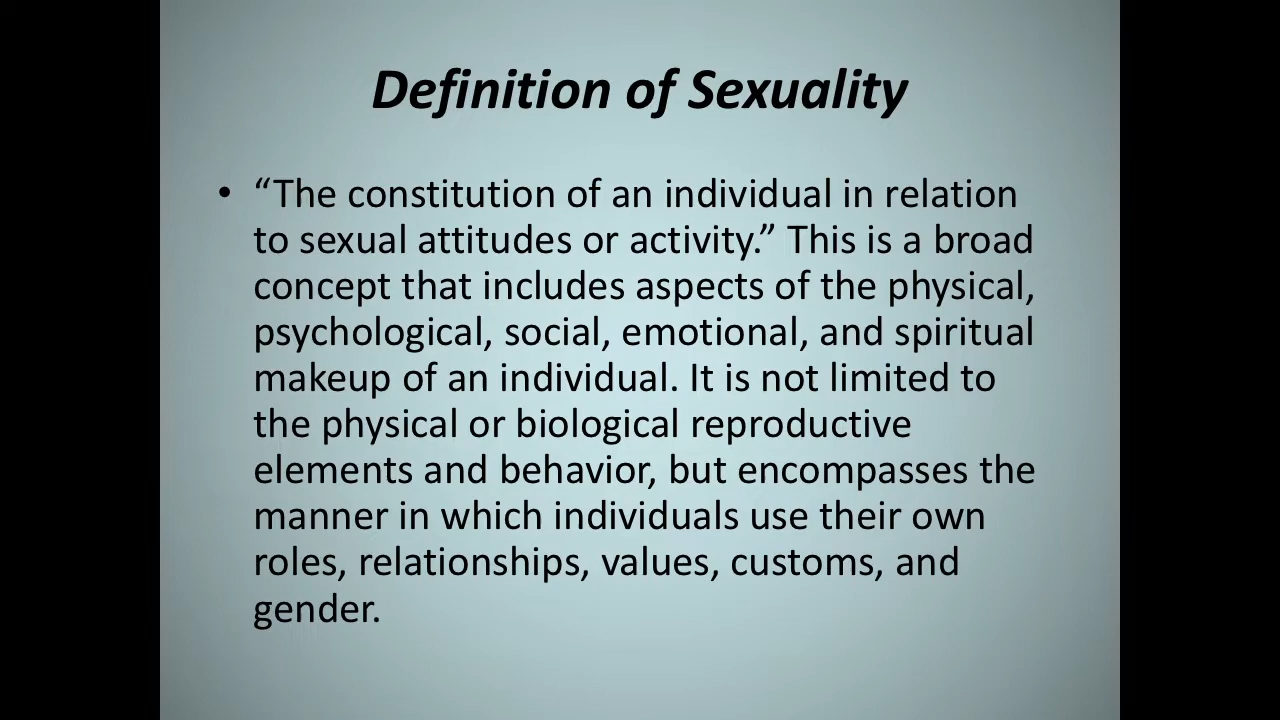 Definition of Sexuality
• “The constitution of an individual in relation
to sexual attitudes or activity.” This is a broad
concept that includes aspects of the physical,
psychological, social, emotional, and spiritual
makeup of an individual. It is not limited to
the physical or biological reproductive
elements and behavior, but encompasses the
manner in which individuals use their own
roles, relationships, values, customs, and
gender.